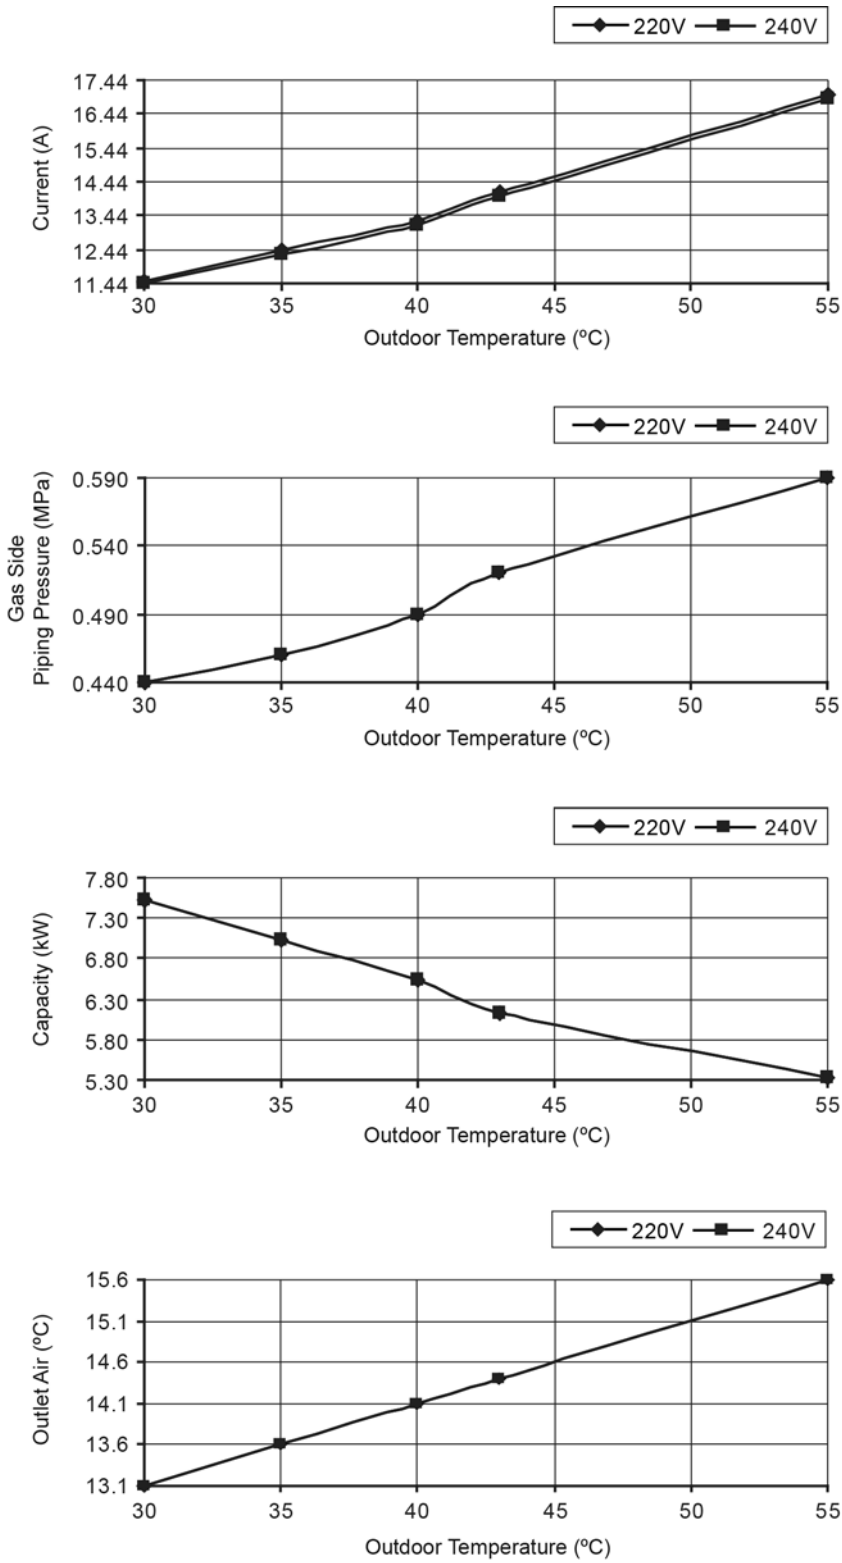 220V 240V
17.44
16.44
15.44
14.44
13.44
12.44
11.44
Current (A)
30 35 40 45 50 55
Outdoor Temperature (ºC)
220V 240V
0.590
0.540
0.490
0.440
Gas Side
Piping Pressure (MPa)
30 35 40 45 50 55
Outdoor Temperature (ºC)
220V 240V
7.80
7.30
6.80
6.30
5.80
5.30
Capacity (kW)
30 35 40 45 50 55
Outdoor Temperature (ºC)
220V 240V
15.6
15.1
14.6
14.1
13.6
13.1
Outlet Air (ºC)
30 35 40 45 50 55
Outdoor Temperature (ºC)